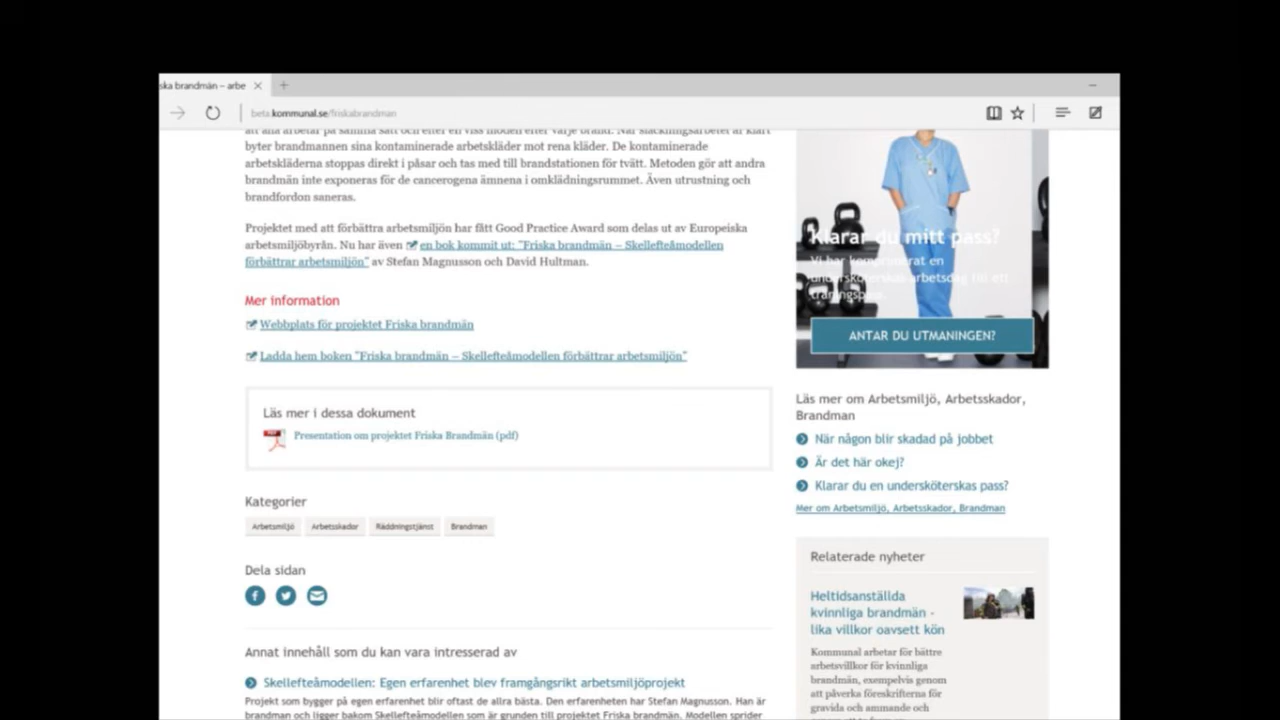 ska brandmän – arbe
beta.kommunal.se/friskabrandman
att alla arbetar på samma sätt och efter en viss modell efter varje brand. När släckningsarbetet är klart
byter brandmannen sina kontaminerade arbetskläder mot rena kläder. De kontaminerade
arbetskläderna stoppas direkt i påsar och tas med till brandstationen för tvätt. Metoden gör att andra
brandmän inte exponeras för de cancerogena ämnena i omklädningsrummet. Även utrustning och
brandfordon saneras.
Projektet med att förbättra arbetsmiljön har fått Good Practice Award som delas ut av Europeiska
arbetsmiljöbyrån. Nu har även en bok kommit ut: "Friska brandmän – Skellefteåmodellen
förbättrar arbetsmiljön" av Stefan Magnusson och David Hultman.
Mer information
Webbplats för projektet Friska brandmän
Ladda hem boken "Friska brandmän – Skellefteåmodellen förbättrar arbetsmiljön"
Läs mer i dessa dokument
Presentation om projektet Friska Brandmän (pdf)
Kategorier
Arbetsmiljö Arbetsskador Räddningstjänst Brandman
Dela sidan
Annat innehåll som du kan vara intresserad av
Skellefteåmodellen: Egen erfarenhet blev framgångsrikt arbetsmiljöprojekt
Projekt som bygger på egen erfarenhet blir oftast de allra bästa. Den erfarenheten har Stefan Magnusson. Han är
brandman och ligger bakom Skellefteåmodellen som är grunden till projektet Friska brandmän. Modellen sprider
Klarar du mitt pass?
Vi har komprimerat en
undersköterskas arbetsdag till ett
träningspass.
ANTAR DU UTMANINGEN?
Läs mer om Arbetsmiljö, Arbetsskador,
Brandman
När någon blir skadad på jobbet
Är det här okej?
Klarar du en undersköterskas pass?
Mer om Arbetsmiljö, Arbetsskador, Brandman
Relaterade nyheter
Heltidsanställda
kvinnliga brandmän -
lika villkor oavsett kön
Kommunal arbetar för bättre
arbetsvillkor för kvinnliga
brandmän, exempelvis genom
att påverka föreskrifterna för
gravida och ammande och